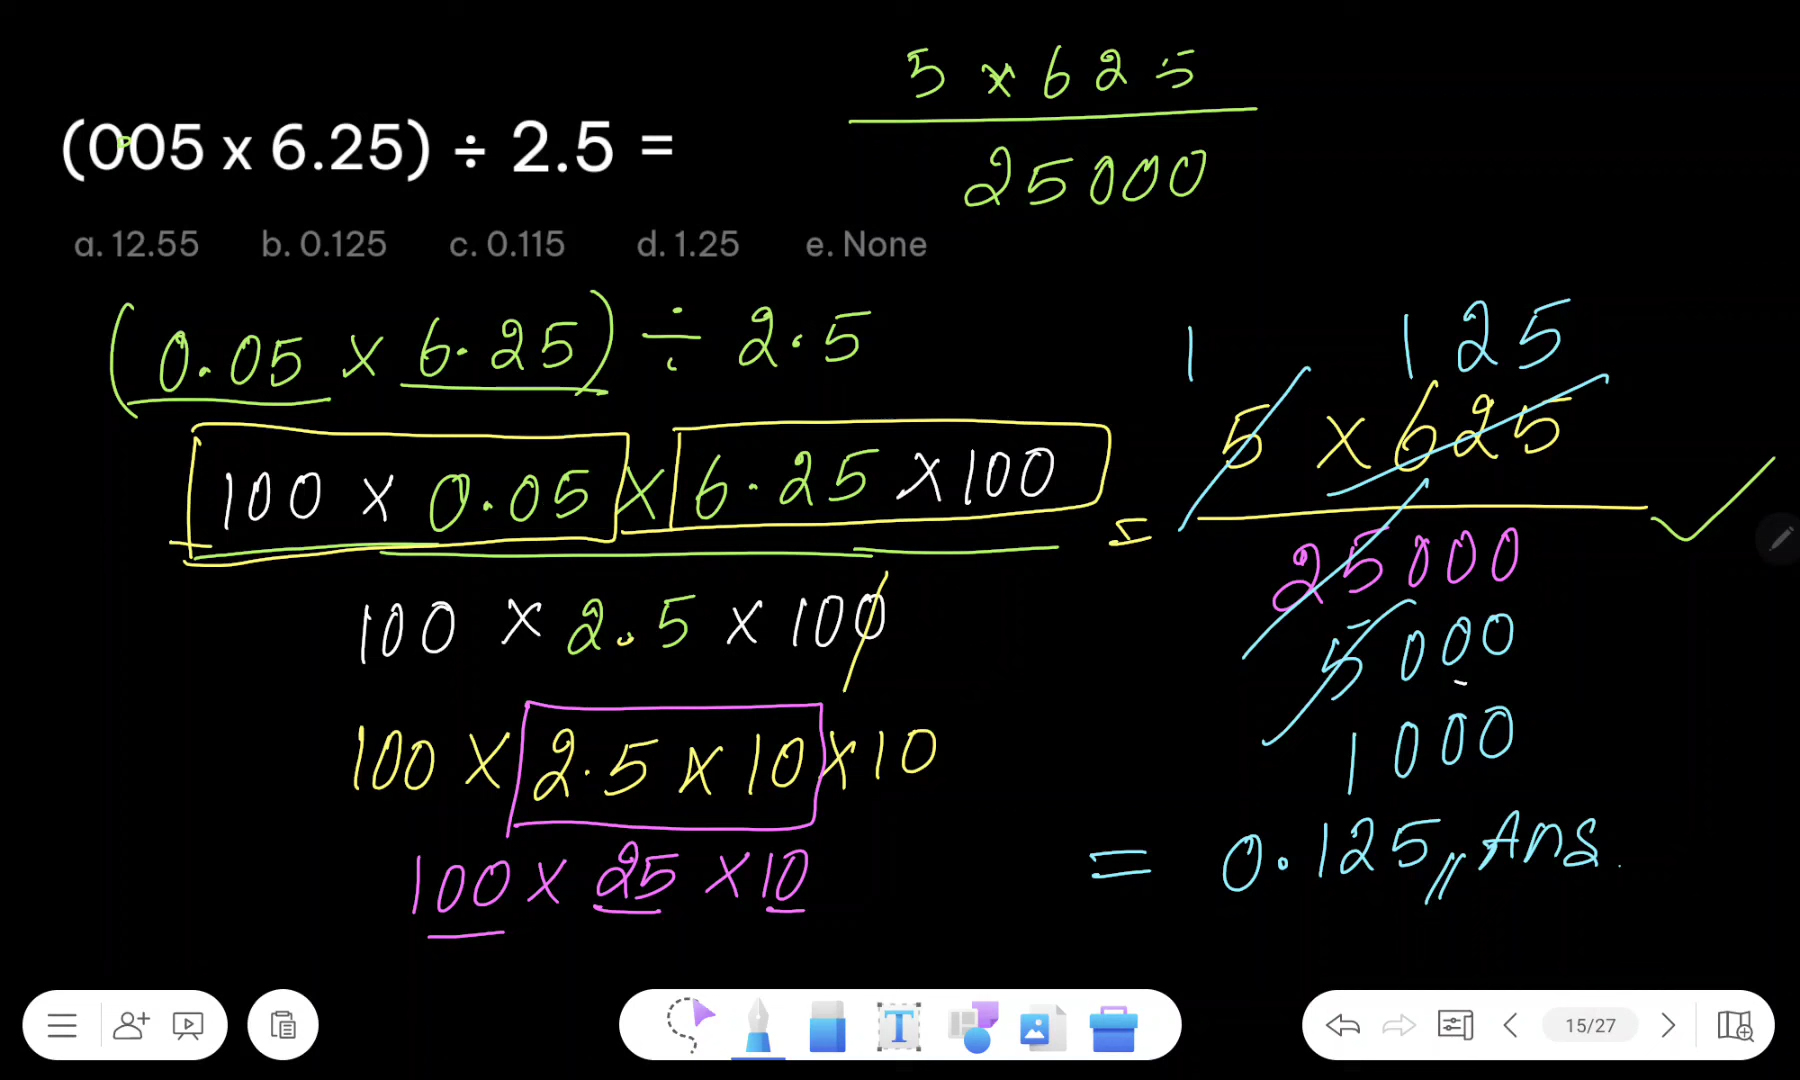 5 x 625
25000
(005 x 6.25) ÷ 2.5 =
a. 12.55 b. 0.125 c. 0.115 d. 1.25 e. None
(0.05 x 6.25) ÷ 2.5
100 x 0.05 x 6.25 x 100
100 x 2.5 x 100
100 x 2.5 x 10 x 10
100 x 25 x 10
1 125
= 5 x 625
25000
5000
1000
= 0.125 // Ans.
T
15/27